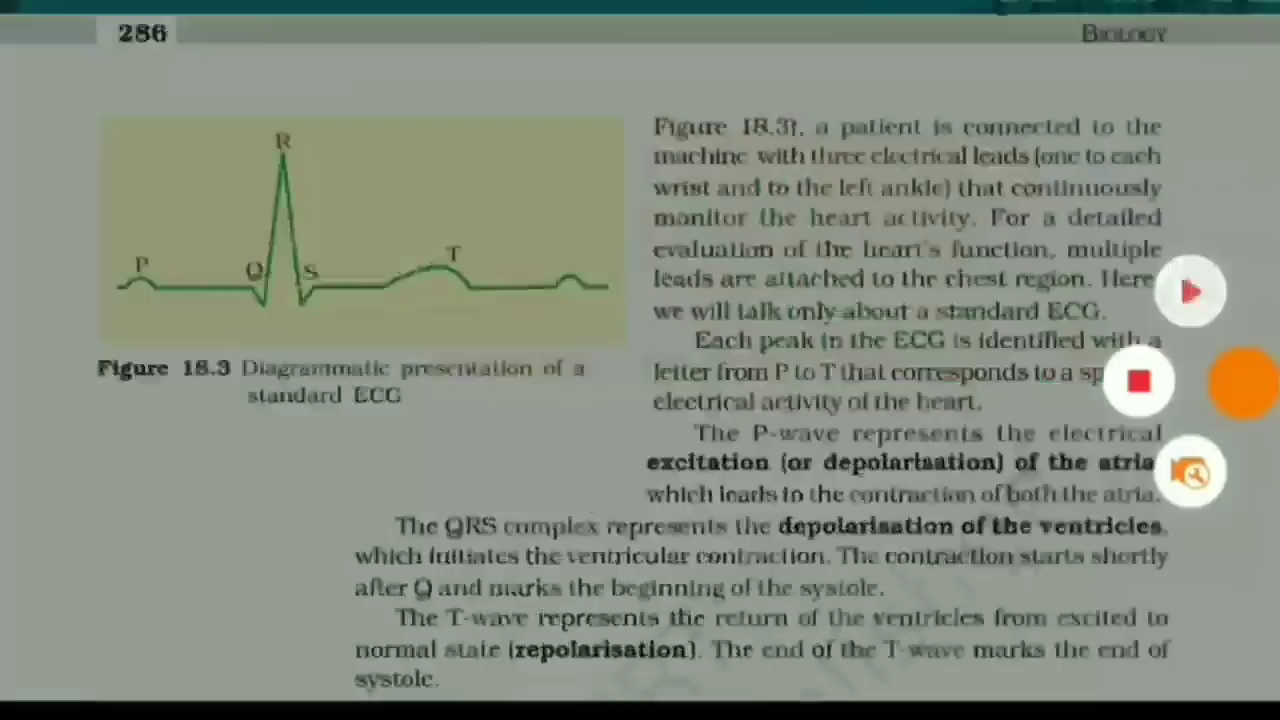 286
BIOLOGY
R
P
Q
S
T
Figure 18.3 Diagrammatic presentation of a
standard ECG
Figure 18.3), a patient is connected to the
machine with three electrical leads (one to each
wrist and to the left ankle) that continuously
monitor the heart activity. For a detailed
evaluation of the heart's function, multiple
leads are attached to the chest region. Here
we will talk only about a standard ECG.
Each peak in the ECG is identified with a
letter from P to T that corresponds to a sp
electrical activity of the heart.
The P-wave represents the electrical
excitation (or depolarisation) of the atria
which leads to the contraction of both the atria.
The QRS complex represents the depolarisation of the ventricles,
which initiates the ventricular contraction. The contraction starts shortly
after Q and marks the beginning of the systole.
The T-wave represents the return of the ventricles from excited to
normal state (repolarisation). The end of the T-wave marks the end of
systole.